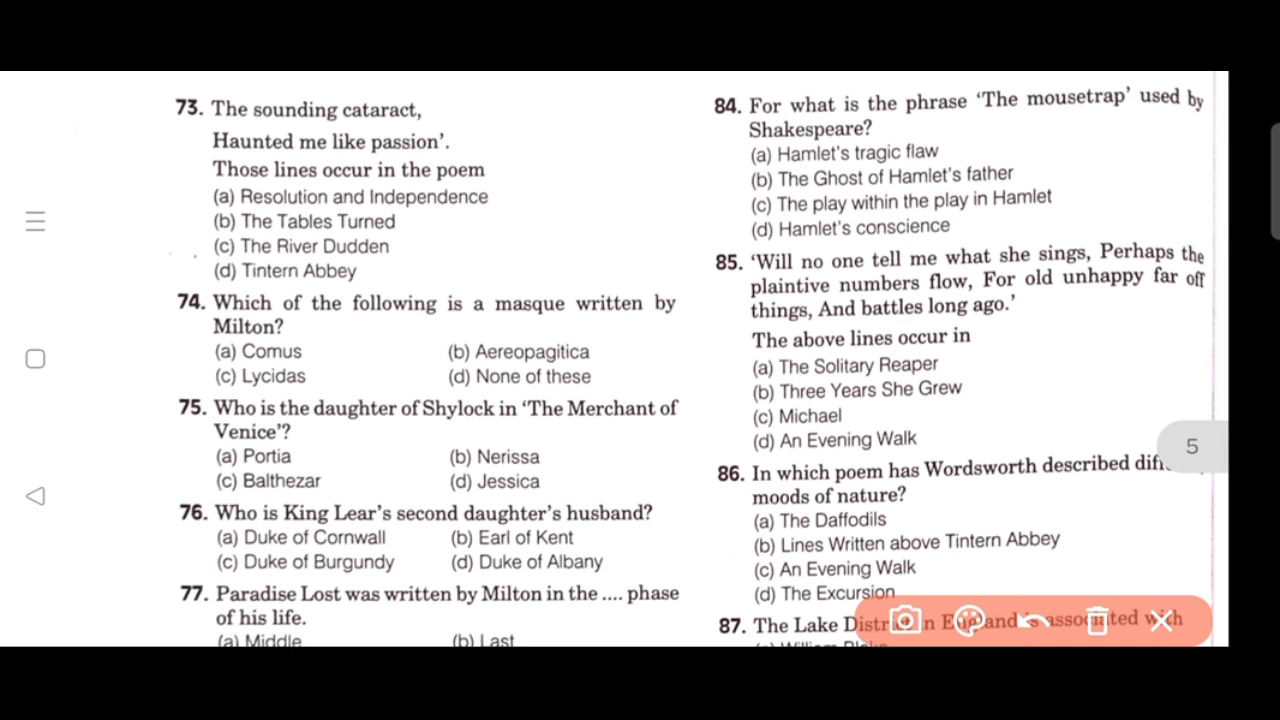 73. The sounding cataract,
Haunted me like passion'.
Those lines occur in the poem
(a) Resolution and Independence
(b) The Tables Turned
(c) The River Dudden
(d) Tintern Abbey
74. Which of the following is a masque written by
Milton?
(a) Comus (b) Aereopagitica
(c) Lycidas (d) None of these
75. Who is the daughter of Shylock in 'The Merchant of
Venice'?
(a) Portia (b) Nerissa
(c) Balthezar (d) Jessica
76. Who is King Lear's second daughter's husband?
(a) Duke of Cornwall (b) Earl of Kent
(c) Duke of Burgundy (d) Duke of Albany
77. Paradise Lost was written by Milton in the .... phase
of his life.
(a) Middle (b) Last
84. For what is the phrase 'The mousetrap' used by
Shakespeare?
(a) Hamlet's tragic flaw
(b) The Ghost of Hamlet's father
(c) The play within the play in Hamlet
(d) Hamlet's conscience
85. 'Will no one tell me what she sings, Perhaps the
plaintive numbers flow, For old unhappy far off
things, And battles long ago.'
The above lines occur in
(a) The Solitary Reaper
(b) Three Years She Grew
(c) Michael
(d) An Evening Walk
5
86. In which poem has Wordsworth described
moods of nature?
(a) The Daffodils
(b) Lines Written above Tintern Abbey
(c) An Evening Walk
(d) The Excursion
87. The Lake District in England is associated with